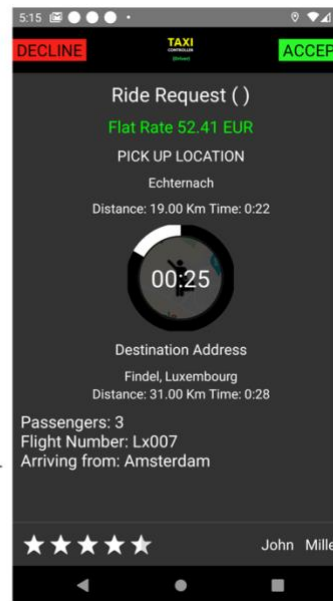 5:15
DECLINE
TAXI
CONTROLLER
(Driver)
ACCEP
Ride Request ( )
Flat Rate 52.41 EUR
PICK UP LOCATION
Echternach
Distance: 19.00 Km Time: 0:22
00:25
Destination Address
Findel, Luxembourg
Distance: 31.00 Km Time: 0:28
Passengers: 3
Flight Number: Lx007
Arriving from: Amsterdam
John Mille